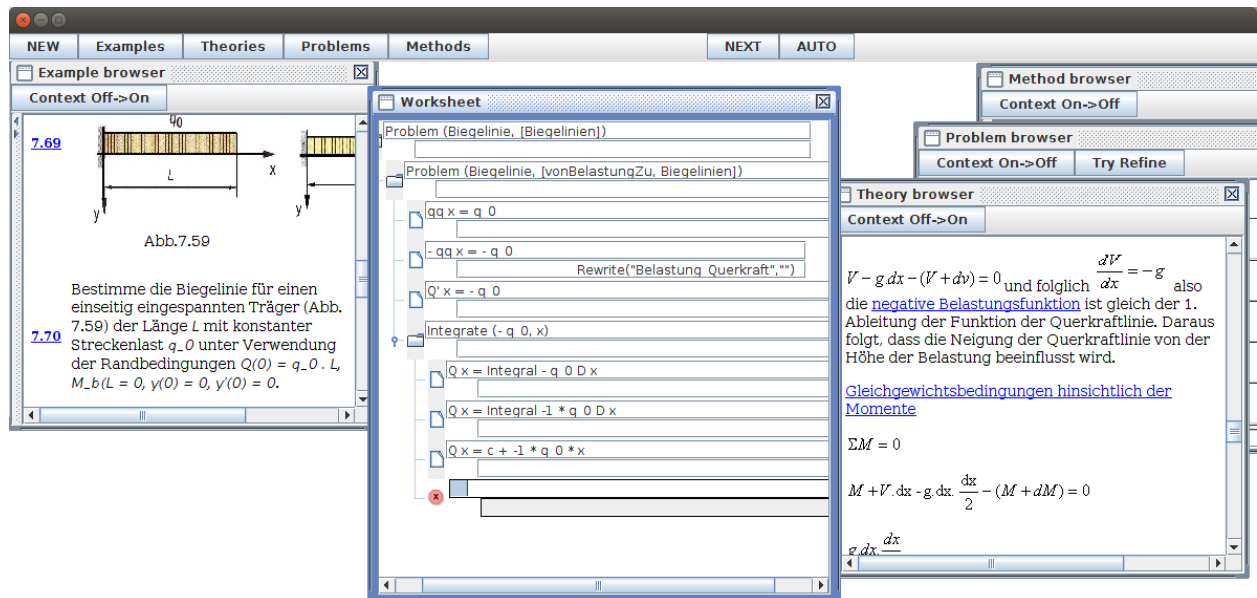 NEW Examples Theories Problems Methods NEXT AUTO
Example browser
Context Off->On
7.69
q0
L
x
y
y
Abb.7.59
7.70
Bestimme die Biegelinie für einen
einseitig eingespannten Träger (Abb.
7.59) der Länge L mit konstanter
Streckenlast q_0 unter Verwendung
der Randbedingungen Q(0) = q_0 . L,
M_b(L = 0, y(0) = 0, y'(0) = 0.
Worksheet
Problem (Biegelinie, [Biegelinien])
Problem (Biegelinie, [vonBelastungZu, Biegelinien])
qq x = q 0
- qq x = - q 0
Rewrite("Belastung Querkraft","")
Q' x = - q 0
Integrate (- q 0, x)
Q x = Integral - q 0 D x
Q x = Integral -1 * q 0 D x
Q x = c + -1 * q 0 * x
Method browser
Context On->Off
Problem browser
Context On->Off Try Refine
Theory browser
Context Off->On
V - g.dx - (V + dv) = 0 und folglich dV/dx = -g also
die negative Belastungsfunktion ist gleich der 1.
Ableitung der Funktion der Querkraftlinie. Daraus
folgt, dass die Neigung der Querkraftlinie von der
Höhe der Belastung beeinflusst wird.
Gleichgewichtsbedingungen hinsichtlich der
Momente
ΣM = 0
M + V.dx - g.dx. dx/2 - (M + dM) = 0
g.dx. dx